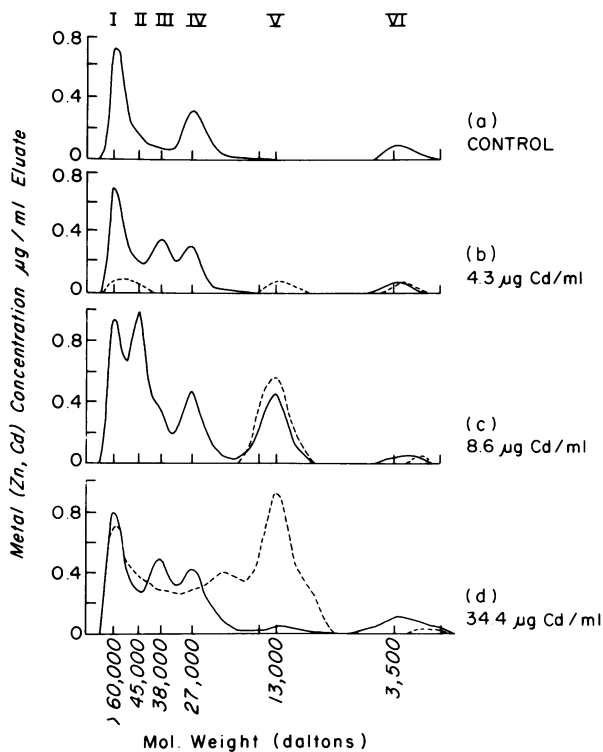 I II III IV V VI
Metal (Zn, Cd) Concentration µg / ml Eluate
0.8
0.4
0
(a)
CONTROL
0.8
0.4
0
(b)
4.3 µg Cd/ml
0.8
0.4
0
(c)
8.6 µg Cd/ml
0.8
0.4
0
(d)
34.4 µg Cd/ml
> 60,000
45,000
38,000
27,000
13,000
3,500
Mol. Weight (daltons)